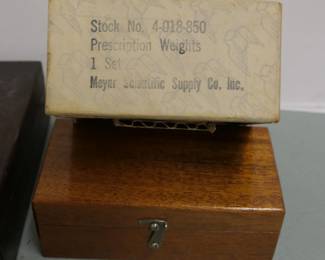 Stock No. 4-018-850
Prescription Weights
1 Set
Meyer Scientific Supply Co. Inc.